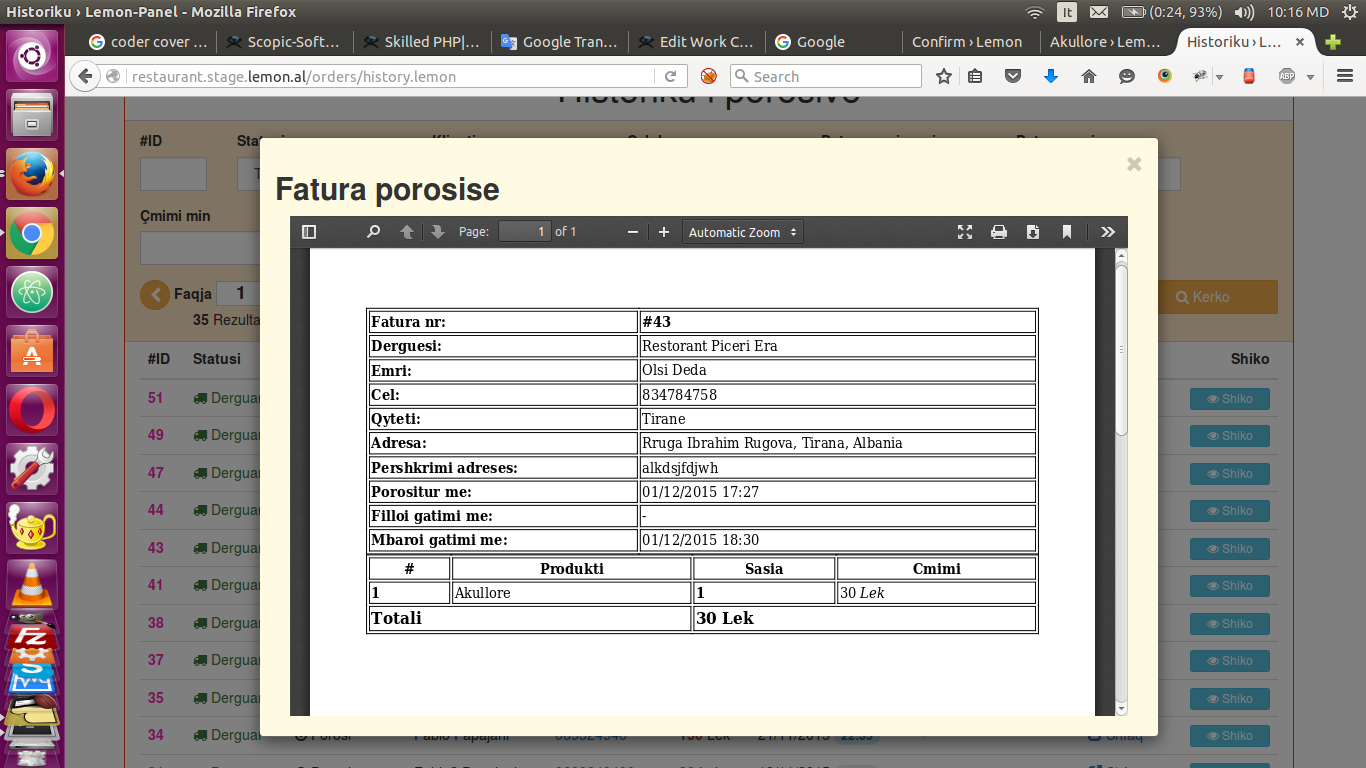 Historiku › Lemon-Panel - Mozilla Firefox
It
(0:24, 93%)
10:16 MD
coder cover ...
Scopic-Soft...
Skilled PHP|...
Google Tran...
Edit Work C...
Google
Confirm › Lemon
Akullore › Lem...
Historiku › L...
restaurant.stage.lemon.al/orders/history.lemon
Search
ABP
Historiku i porosive
#ID
Çmimi min
Faqja 1
35 Rezulta
Kerko
#ID Statusi Shiko
51 Derguar Shiko
49 Derguar Shiko
47 Derguar Shiko
44 Derguar Shiko
43 Derguar Shiko
41 Derguar Shiko
38 Derguar Shiko
37 Derguar Shiko
35 Derguar Shiko
34 Derguar Shiko
Fatura porosise
Page: 1 of 1
Automatic Zoom
Fatura nr: #43
Derguesi: Restorant Piceri Era
Emri: Olsi Deda
Cel: 834784758
Qyteti: Tirane
Adresa: Rruga Ibrahim Rugova, Tirana, Albania
Pershkrimi adreses: alkdsjfdjwh
Porositur me: 01/12/2015 17:27
Filloi gatimi me: -
Mbaroi gatimi me: 01/12/2015 18:30
# Produkti Sasia Cmimi
1 Akullore 1 30 Lek
Totali 30 Lek